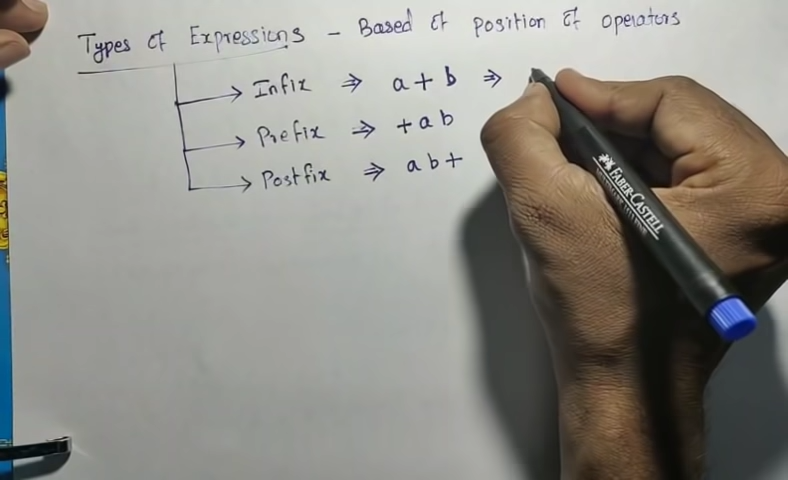 Types of Expressions - Based of position of operators
Infix ⇒ a + b ⇒
Prefix ⇒ + a b
Postfix ⇒ a b +
FABER-CASTELL